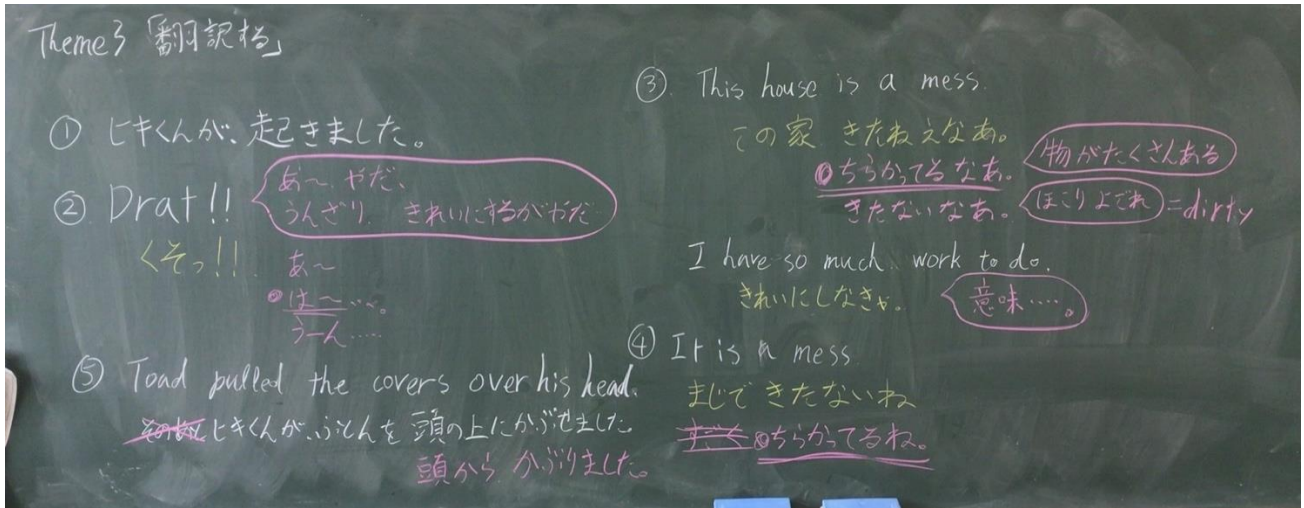 Theme3 「翻訳する」
① ヒキくんが、起きました。
② Drat!!
あ〜、やだ、
うんざり きれいにするがやだ
くそっ!!
あ〜
は〜…。
うーん……
③. This house is a mess.
この家 きたねえなあ。
ちらかってるなあ。
物がたくさんある
きたないなあ。
ほこり よごれ =dirty
I have so much work to do.
きれいにしなきゃ。
意味……。
④ It is a mess
まじで きたないね
すごく ちらかってるね。
⑤ Toad pulled the covers over his head.
ヒキくんが、ふとんを 頭の上にかぶせました。
頭から かぶりました。